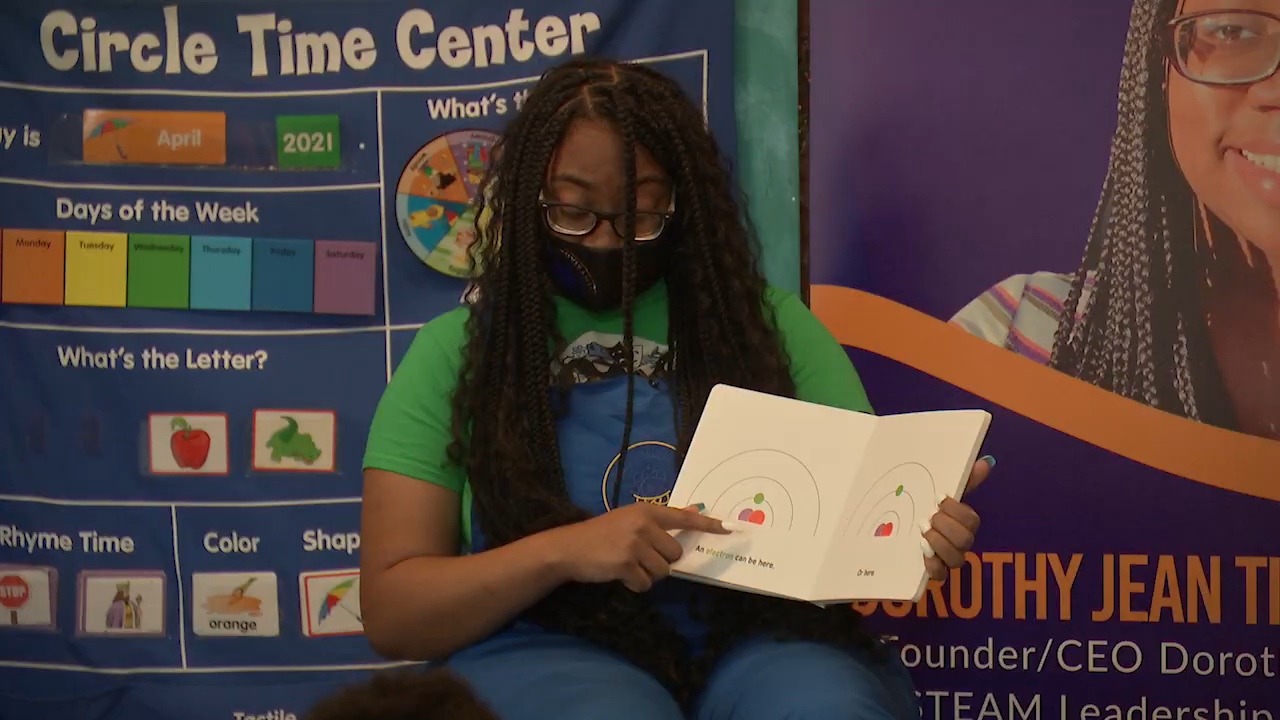 Circle Time Center
y is
April
2021
.
What's t
Days of the Week
Monday
Tuesday
Wednesday
Thursday
Friday
Saturday
What's the Letter?
Rhyme Time
Color
Shap
STOP
orange
Tactile
An electron can be here.
Or here.
DOROTHY JEAN T
Founder/CEO Dorot
STEAM Leadership